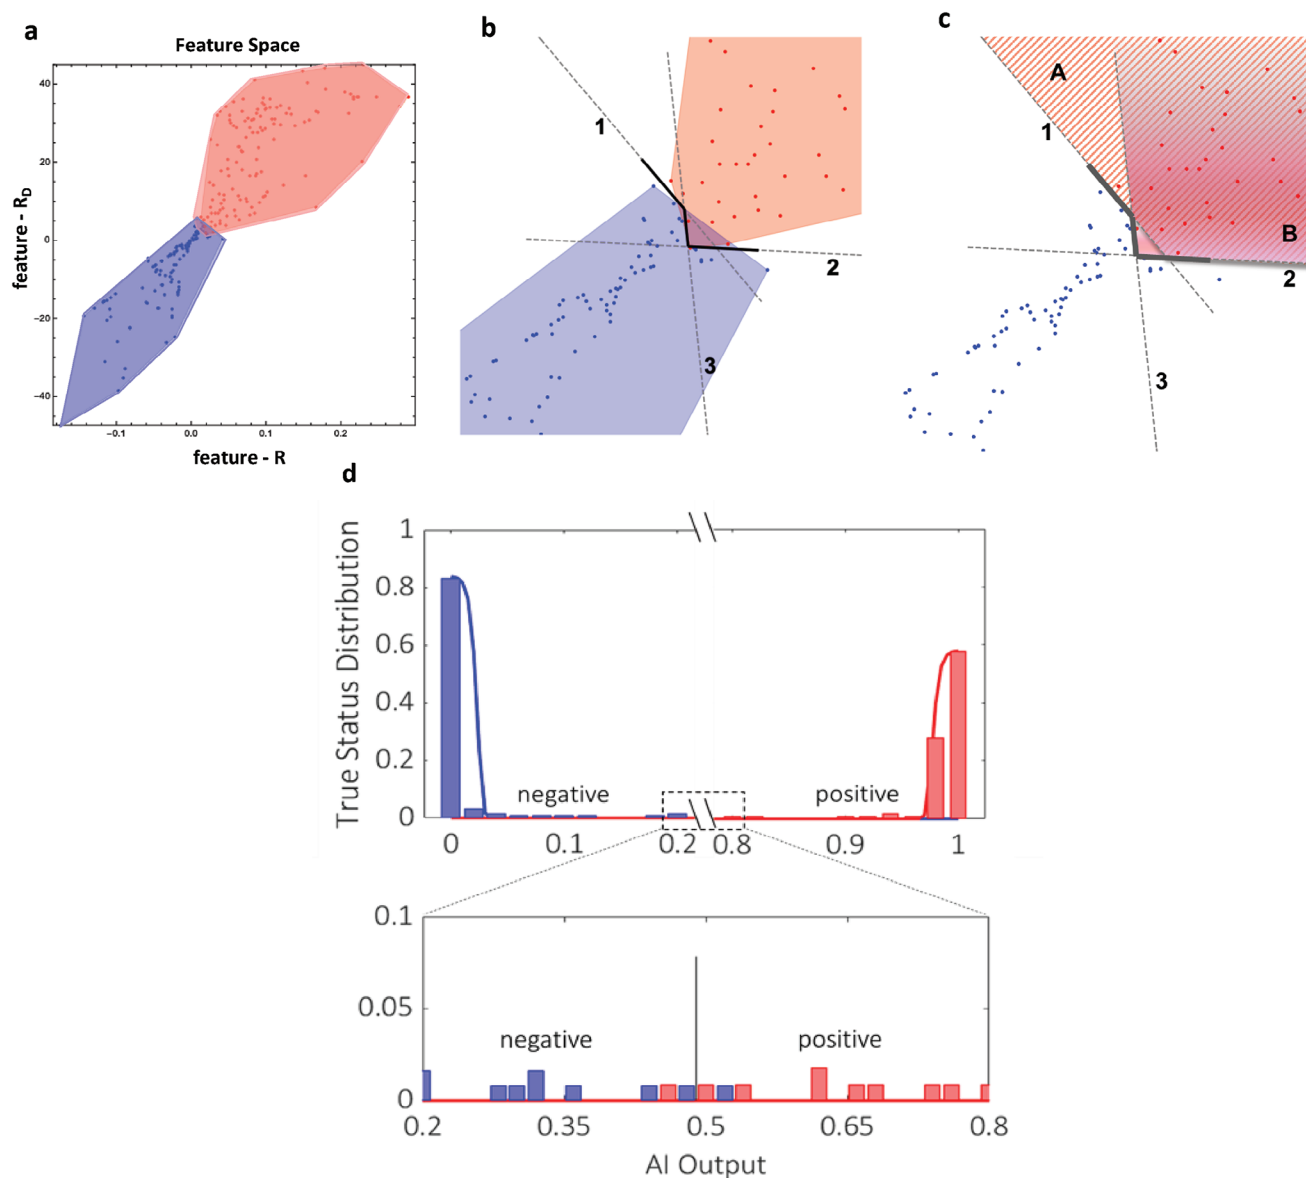 a
Feature Space
40
20
0
−20
−40
−0.1 0.0 0.1 0.2
feature - R_D
feature - R
b
1
2
3
c
A
1
B
2
3
d
True Status Distribution
1
0.8
0.6
0.4
0.2
0
negative
positive
0 0.1 0.2 0.8 0.9 1
0.1
0.05
0
negative
positive
0.2 0.35 0.5 0.65 0.8
AI Output